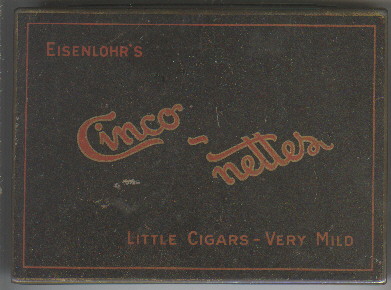 EISENLOHR'S
Cinco-
nettes
LITTLE CIGARS - VERY MILD